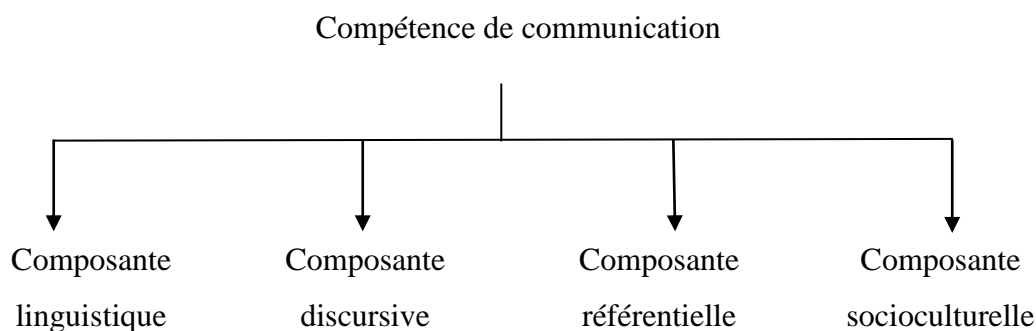 Compétence de communication
Composante linguistique
Composante discursive
Composante référentielle
Composante socioculturelle